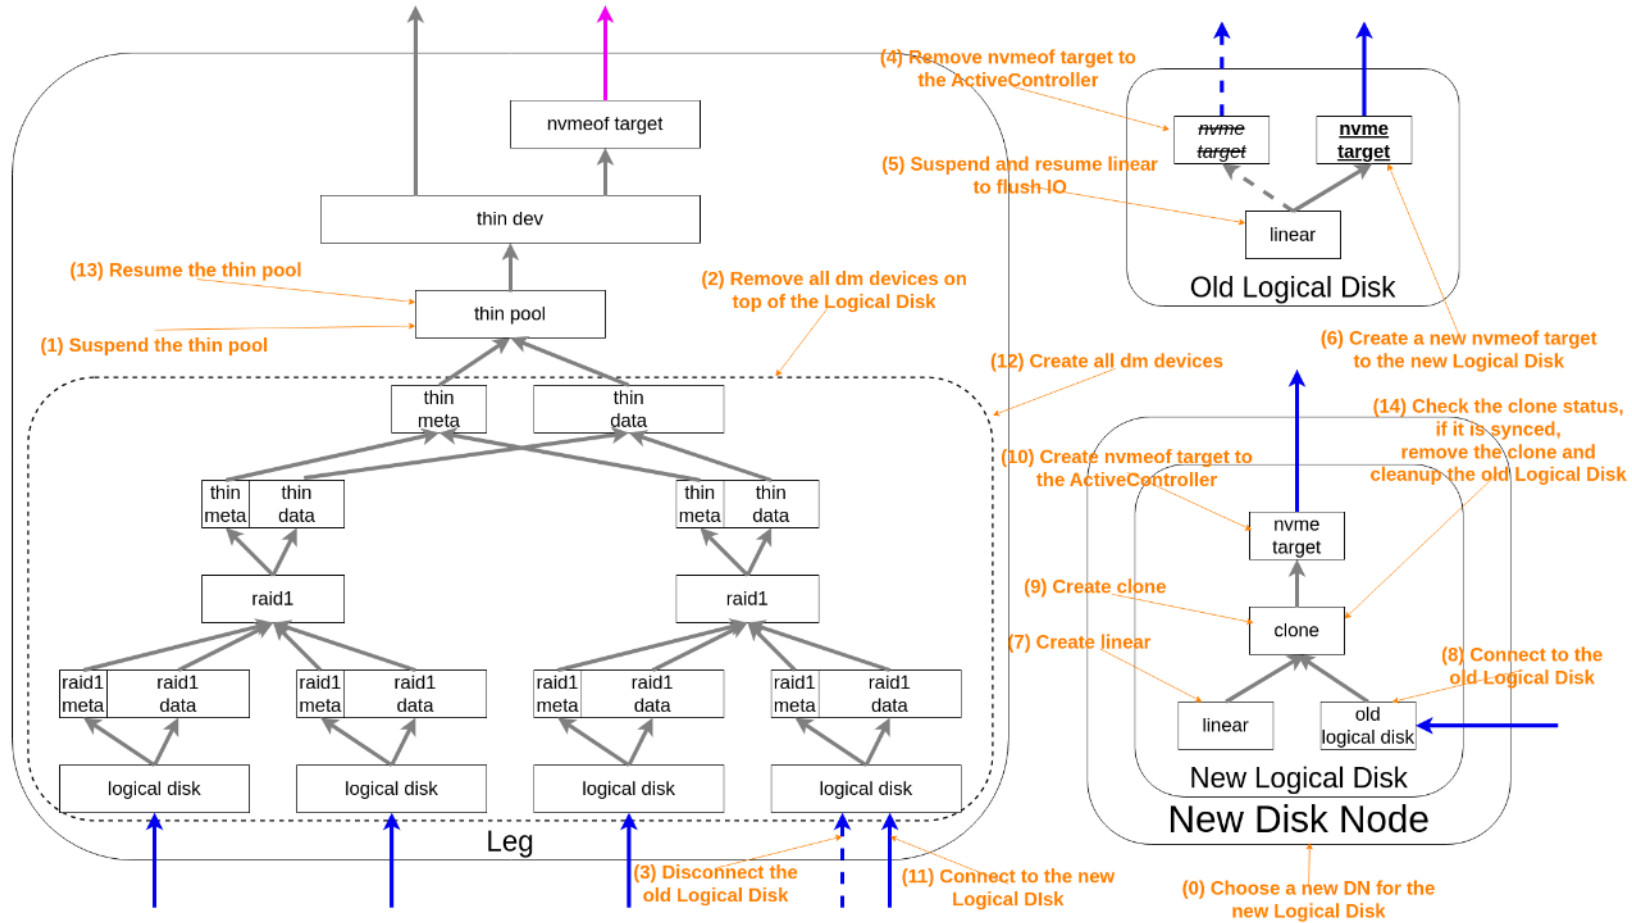 nvmeof target
thin dev
(13) Resume the thin pool
(1) Suspend the thin pool
thin pool
(2) Remove all dm devices on
top of the Logical Disk
thin
meta
thin
data
thin
meta
thin
data
thin
meta
thin
data
raid1
raid1
raid1
meta
raid1
data
raid1
meta
raid1
data
raid1
meta
raid1
data
raid1
meta
raid1
data
logical disk
logical disk
logical disk
logical disk
Leg
(3) Disconnect the
old Logical Disk
(11) Connect to the new
Logical DIsk
(4) Remove nvmeof target to
the ActiveController
nvme
target
nvme
target
(5) Suspend and resume linear
to flush IO
linear
Old Logical Disk
(6) Create a new nvmeof target
to the new Logical Disk
(12) Create all dm devices
(14) Check the clone status,
if it is synced,
remove the clone and
cleanup the old Logical Disk
(10) Create nvmeof target to
the ActiveController
nvme
target
(9) Create clone
clone
(7) Create linear
(8) Connect to the
old Logical Disk
linear
old
logical disk
New Logical Disk
New Disk Node
(0) Choose a new DN for the
new Logical Disk